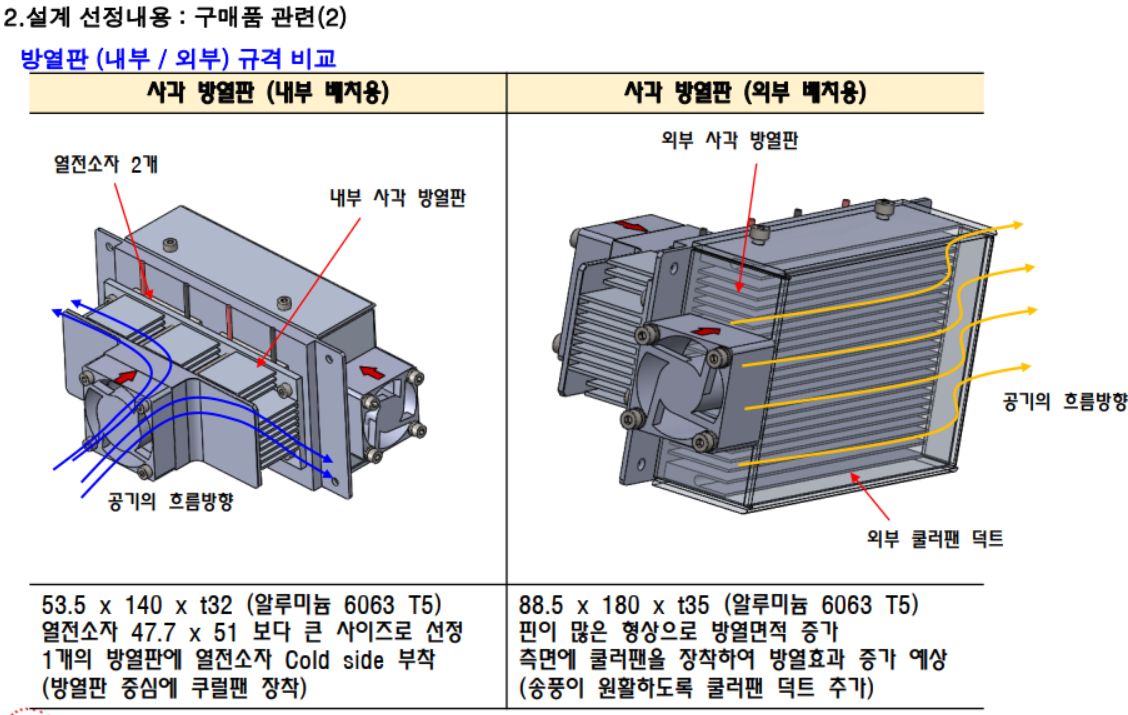 2.설계 선정내용 : 구매품 관련(2)
방열판 (내부 / 외부) 규격 비교
사각 방열판 (내부 배치용)
사각 방열판 (외부 배치용)
열전소자 2개
내부 사각 방열판
공기의 흐름방향
외부 사각 방열판
공기의 흐름방향
외부 쿨러팬 덕트
53.5 x 140 x t32 (알루미늄 6063 T5)
열전소자 47.7 x 51 보다 큰 사이즈로 선정
1개의 방열판에 열전소자 Cold side 부착
(방열판 중심에 쿠럴팬 장착)
88.5 x 180 x t35 (알루미늄 6063 T5)
핀이 많은 형상으로 방열면적 증가
측면에 쿨러팬을 장착하여 방열효과 증가 예상
(송풍이 원활하도록 쿨러팬 덕트 추가)